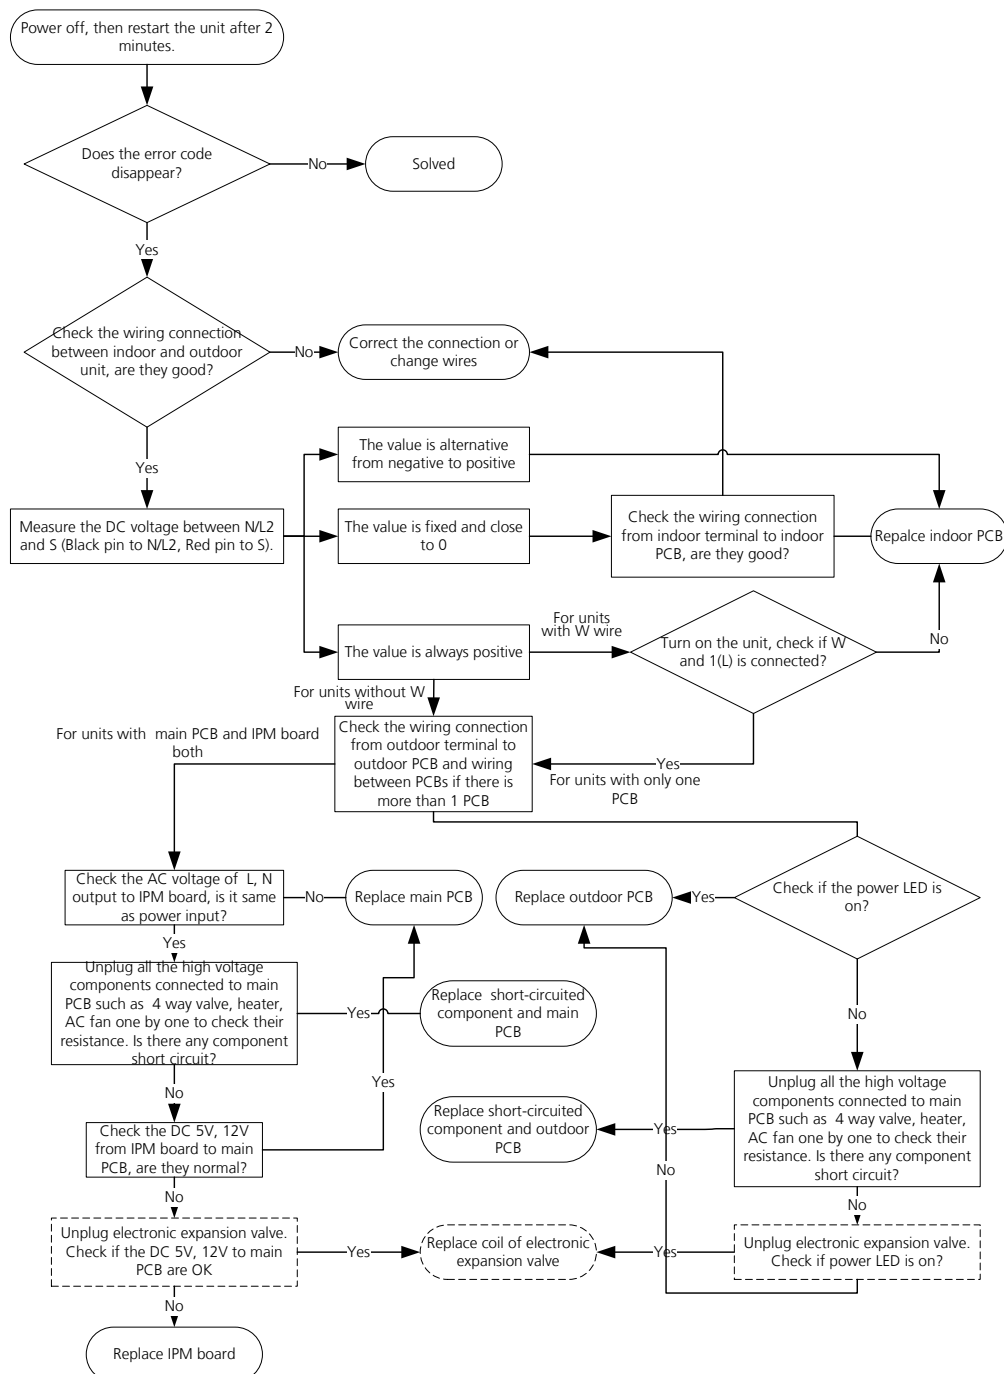 Power off, then restart the unit after 2
minutes.
Does the error code
disappear?
No
Solved
Yes
Check the wiring connection
between indoor and outdoor
unit, are they good?
No
Correct the connection or
change wires
Yes
The value is alternative
from negative to positive
Measure the DC voltage between N/L2
and S (Black pin to N/L2, Red pin to S).
The value is fixed and close
to 0
Check the wiring connection
from indoor terminal to indoor
PCB, are they good?
Repalce indoor PCB
The value is always positive
For units
with W wire
Turn on the unit, check if W
and 1(L) is connected?
No
For units without W
wire
For units with  main PCB and IPM board
both
Check the wiring connection
from outdoor terminal to
outdoor PCB and wiring
between PCBs if there is
more than 1 PCB
Yes
For units with only one
PCB
Check the AC voltage of  L, N
output to IPM board, is it same
as power input?
No
Replace main PCB
Replace outdoor PCB
Yes
Check if the power LED is
on?
Yes
Unplug all the high voltage
components connected to main
PCB such as  4 way valve, heater,
AC fan one by one to check their
resistance. Is there any component
short circuit?
Yes
Replace  short-circuited
component and main
PCB
No
Yes
No
Check the DC 5V, 12V
from IPM board to main
PCB, are they normal?
Replace short-circuited
component and outdoor
PCB
Yes
Unplug all the high voltage
components connected to main
PCB such as  4 way valve, heater,
AC fan one by one to check their
resistance. Is there any component
short circuit?
No
No
No
Unplug electronic expansion valve.
Check if the DC 5V, 12V to main
PCB are OK
Yes
Replace coil of electronic
expansion valve
Yes
Unplug electronic expansion valve.
Check if power LED is on?
No
Replace IPM board